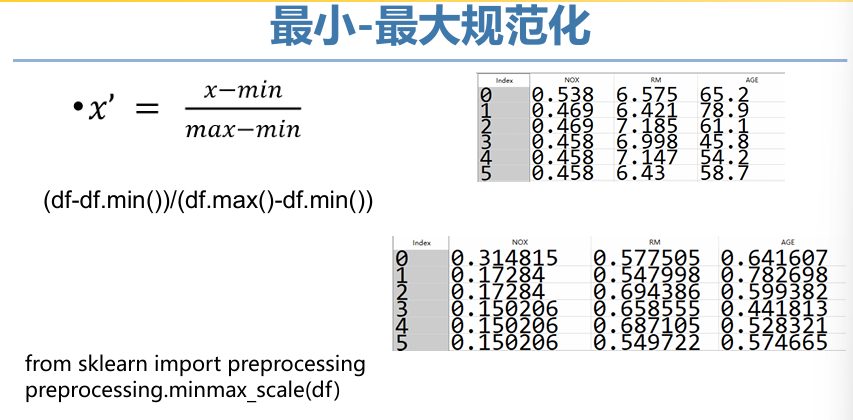 最小-最大规范化
•x' = x−min
max−min
(df-df.min())/(df.max()-df.min())
Index NOX RM AGE
0 0.538 6.575 65.2
1 0.469 6.421 78.9
2 0.469 7.185 61.1
3 0.458 6.998 45.8
4 0.458 7.147 54.2
5 0.458 6.43 58.7
Index NOX RM AGE
0 0.314815 0.577505 0.641607
1 0.17284 0.547998 0.782698
2 0.17284 0.694386 0.599382
3 0.150206 0.658555 0.441813
4 0.150206 0.687105 0.528321
5 0.150206 0.549722 0.574665
from sklearn import preprocessing
preprocessing.minmax_scale(df)